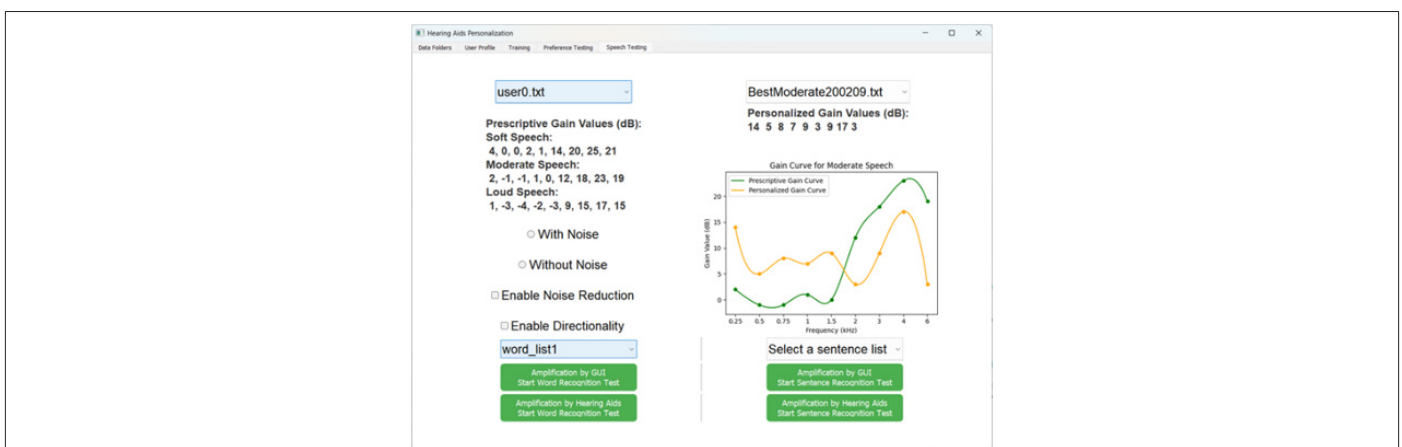 Hearing Aids Personalization
Data Folders User Profile Training Preference Testing Speech Testing
user0.txt
Prescriptive Gain Values (dB):
Soft Speech:
4, 0, 0, 2, 1, 14, 20, 25, 21
Moderate Speech:
2, -1, -1, 1, 0, 12, 18, 23, 19
Loud Speech:
1, -3, -4, -2, -3, 9, 15, 17, 15
With Noise
Without Noise
Enable Noise Reduction
Enable Directionality
word_list1
Amplification by GUI
Start Word Recognition Test
Amplification by Hearing Aids
Start Word Recognition Test
BestModerate200209.txt
Personalized Gain Values (dB):
14 5 8 7 9 3 9 17 3
Gain Curve for Moderate Speech
Prescriptive Gain Curve
Personalized Gain Curve
Gain Value (dB)
20
15
10
5
0
0.25 0.5 0.75 1 1.5 2 3 4 6
Frequency (kHz)
Select a sentence list
Amplification by GUI
Start Sentence Recognition Test
Amplification by Hearing Aids
Start Sentence Recognition Test